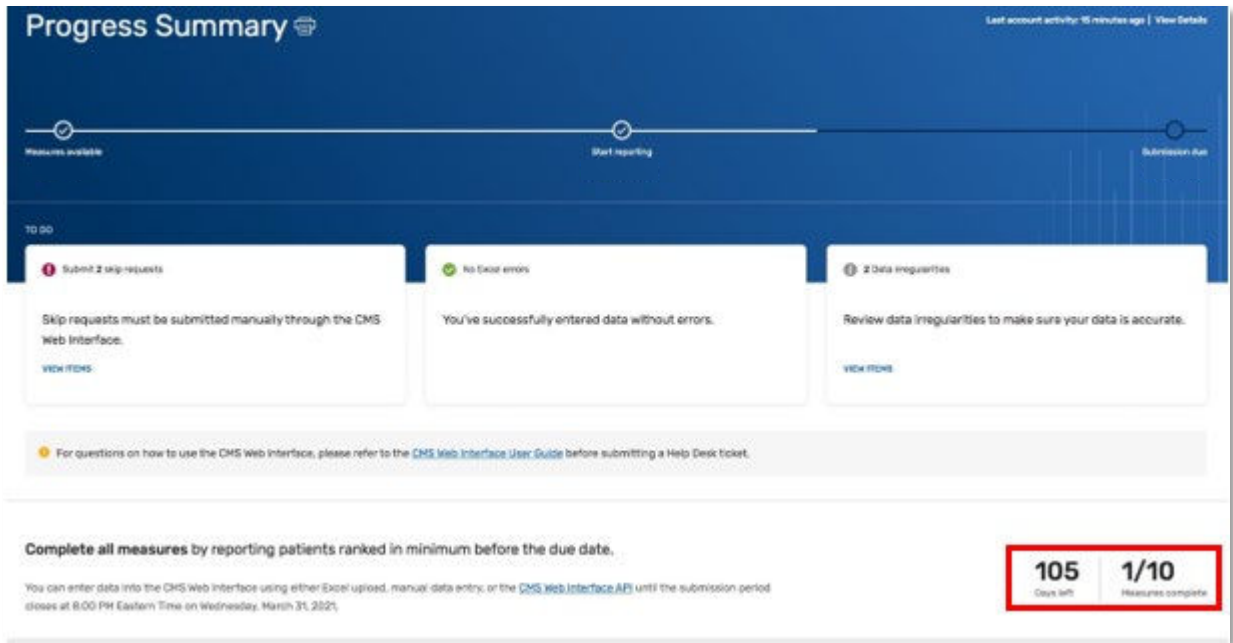 Progress Summary
Last account activity: 15 minutes ago | View Details
Measures available
Start reporting
Submission due
TO DO
Submit 2 skip requests
Skip requests must be submitted manually through the CMS
Web Interface.
VIEW ITEMS
No Excel errors
You've successfully entered data without errors.
2 Data irregularities
Review data irregularities to make sure your data is accurate.
VIEW ITEMS
For questions on how to use the CMS Web Interface, please refer to the CMS Web Interface User Guide before submitting a Help Desk ticket.
Complete all measures by reporting patients ranked in minimum before the due date.
You can enter data into the CMS Web Interface using either Excel upload, manual data entry, or the CMS Web Interface API until the submission period
closes at 8:00 PM Eastern Time on Wednesday, March 31, 2021.
105
Days left
1/10
Measures complete